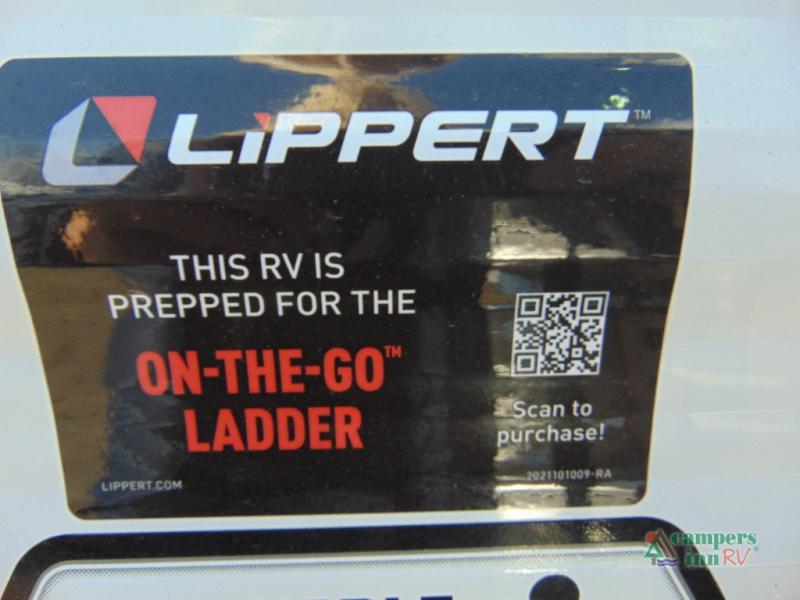 LiPPERT™
THIS RV IS
PREPPED FOR THE
ON-THE-GO™
LADDER
Scan to
purchase!
LIPPERT.COM
2021101009-RA
campers
inn RV®